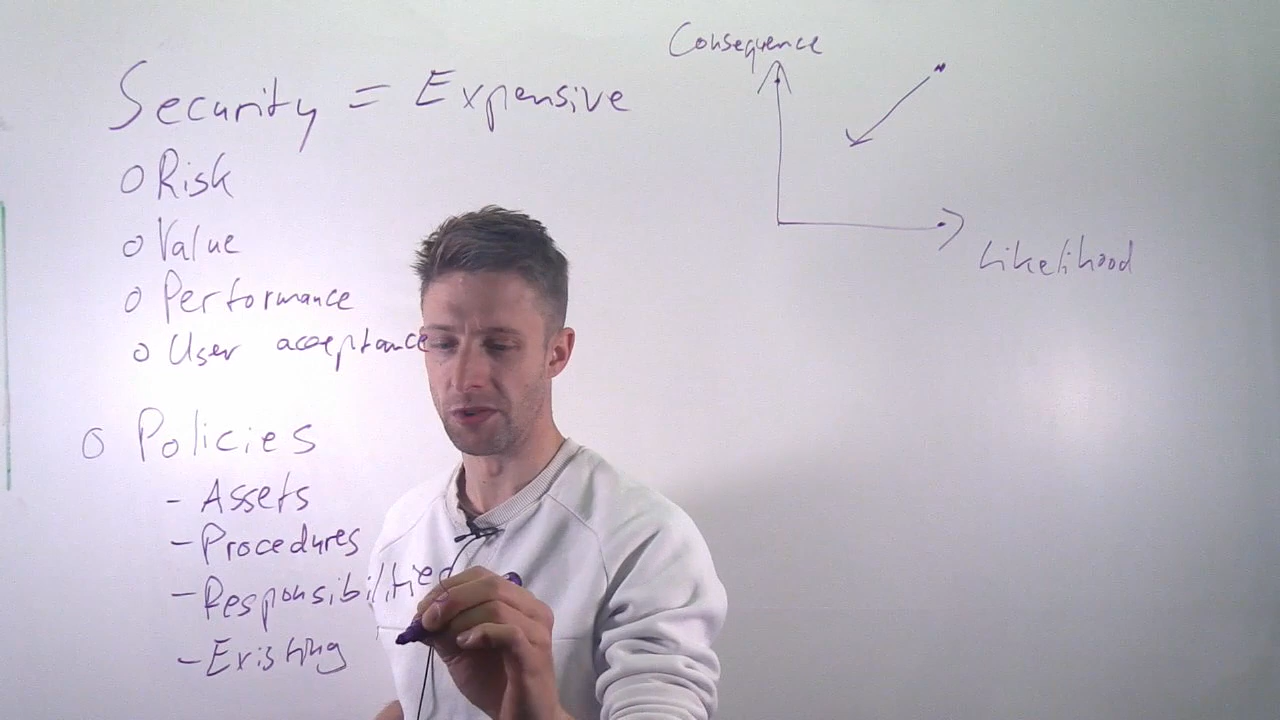 Security = Expensive
O Risk
O Value
O Performance
O User acceptance
O Policies
- Assets
- Procedures
- Responsibilities
- Existing
Consequence
Likelihood